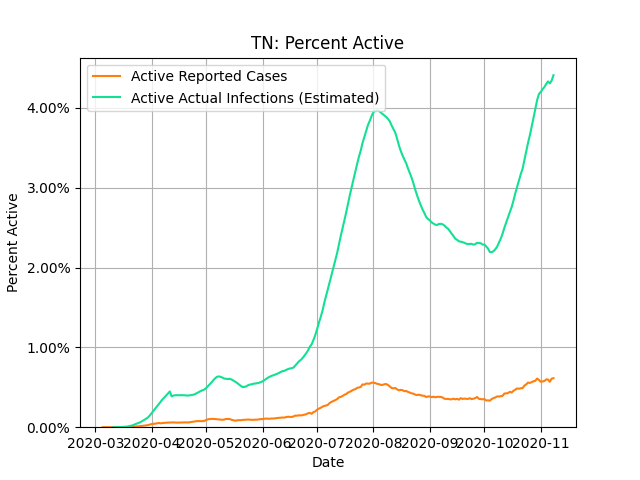 TN: Percent Active
Active Reported Cases
Active Actual Infections (Estimated)
Percent Active
4.00%
3.00%
2.00%
1.00%
0.00%
2020-03 2020-04 2020-05 2020-06 2020-07 2020-08 2020-09 2020-10 2020-11
Date